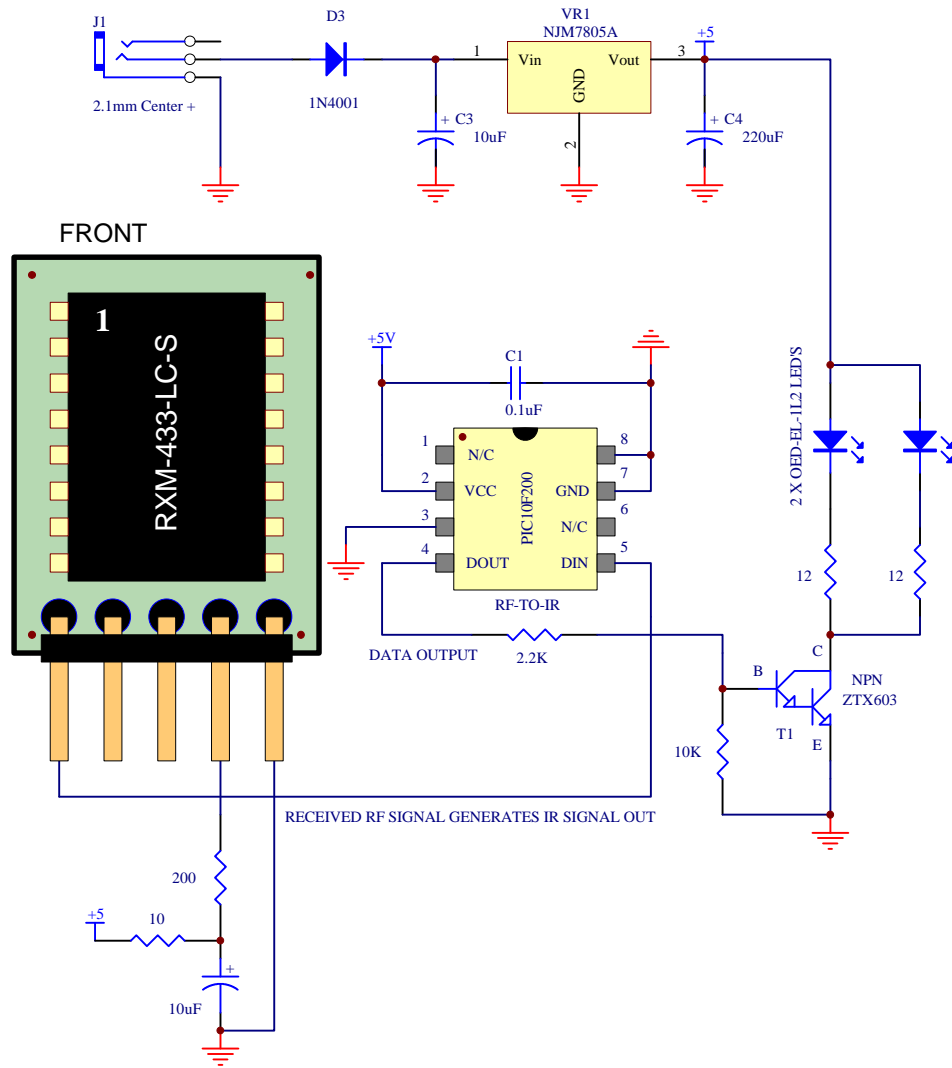 J1
2.1mm Center +
D3
1N4001
+ C3
10uF
VR1
NJM7805A
1
Vin
Vout
3
GND
2
+5
+ C4
220uF
FRONT
1
RXM-433-LC-S
+5V
C1
0.1uF
1
N/C
2
VCC
3
4
DOUT
PIC10F200
8
7
GND
6
N/C
5
DIN
RF-TO-IR
DATA OUTPUT
2.2K
2 X OED-EL-1L2 LED'S
12
12
C
B
NPN
ZTX603
T1
E
10K
RECEIVED RF SIGNAL GENERATES IR SIGNAL OUT
200
+5
10
+
10uF